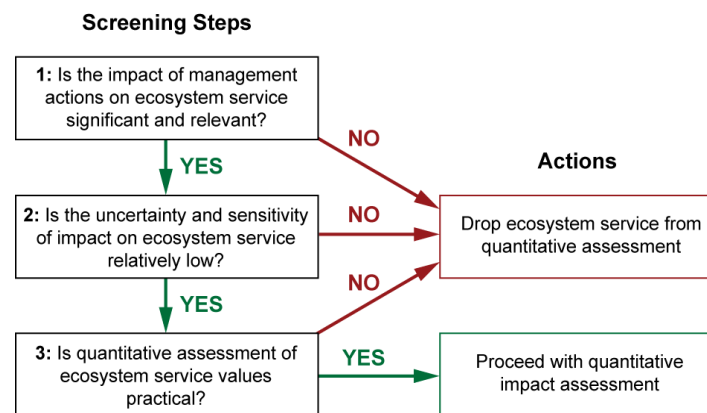 Screening Steps
1: Is the impact of management
actions on ecosystem service
significant and relevant?
NO
YES
Actions
2: Is the uncertainty and sensitivity
of impact on ecosystem service
relatively low?
NO
Drop ecosystem service from
quantitative assessment
YES
NO
3: Is quantitative assessment of
ecosystem service values
practical?
YES
Proceed with quantitative
impact assessment